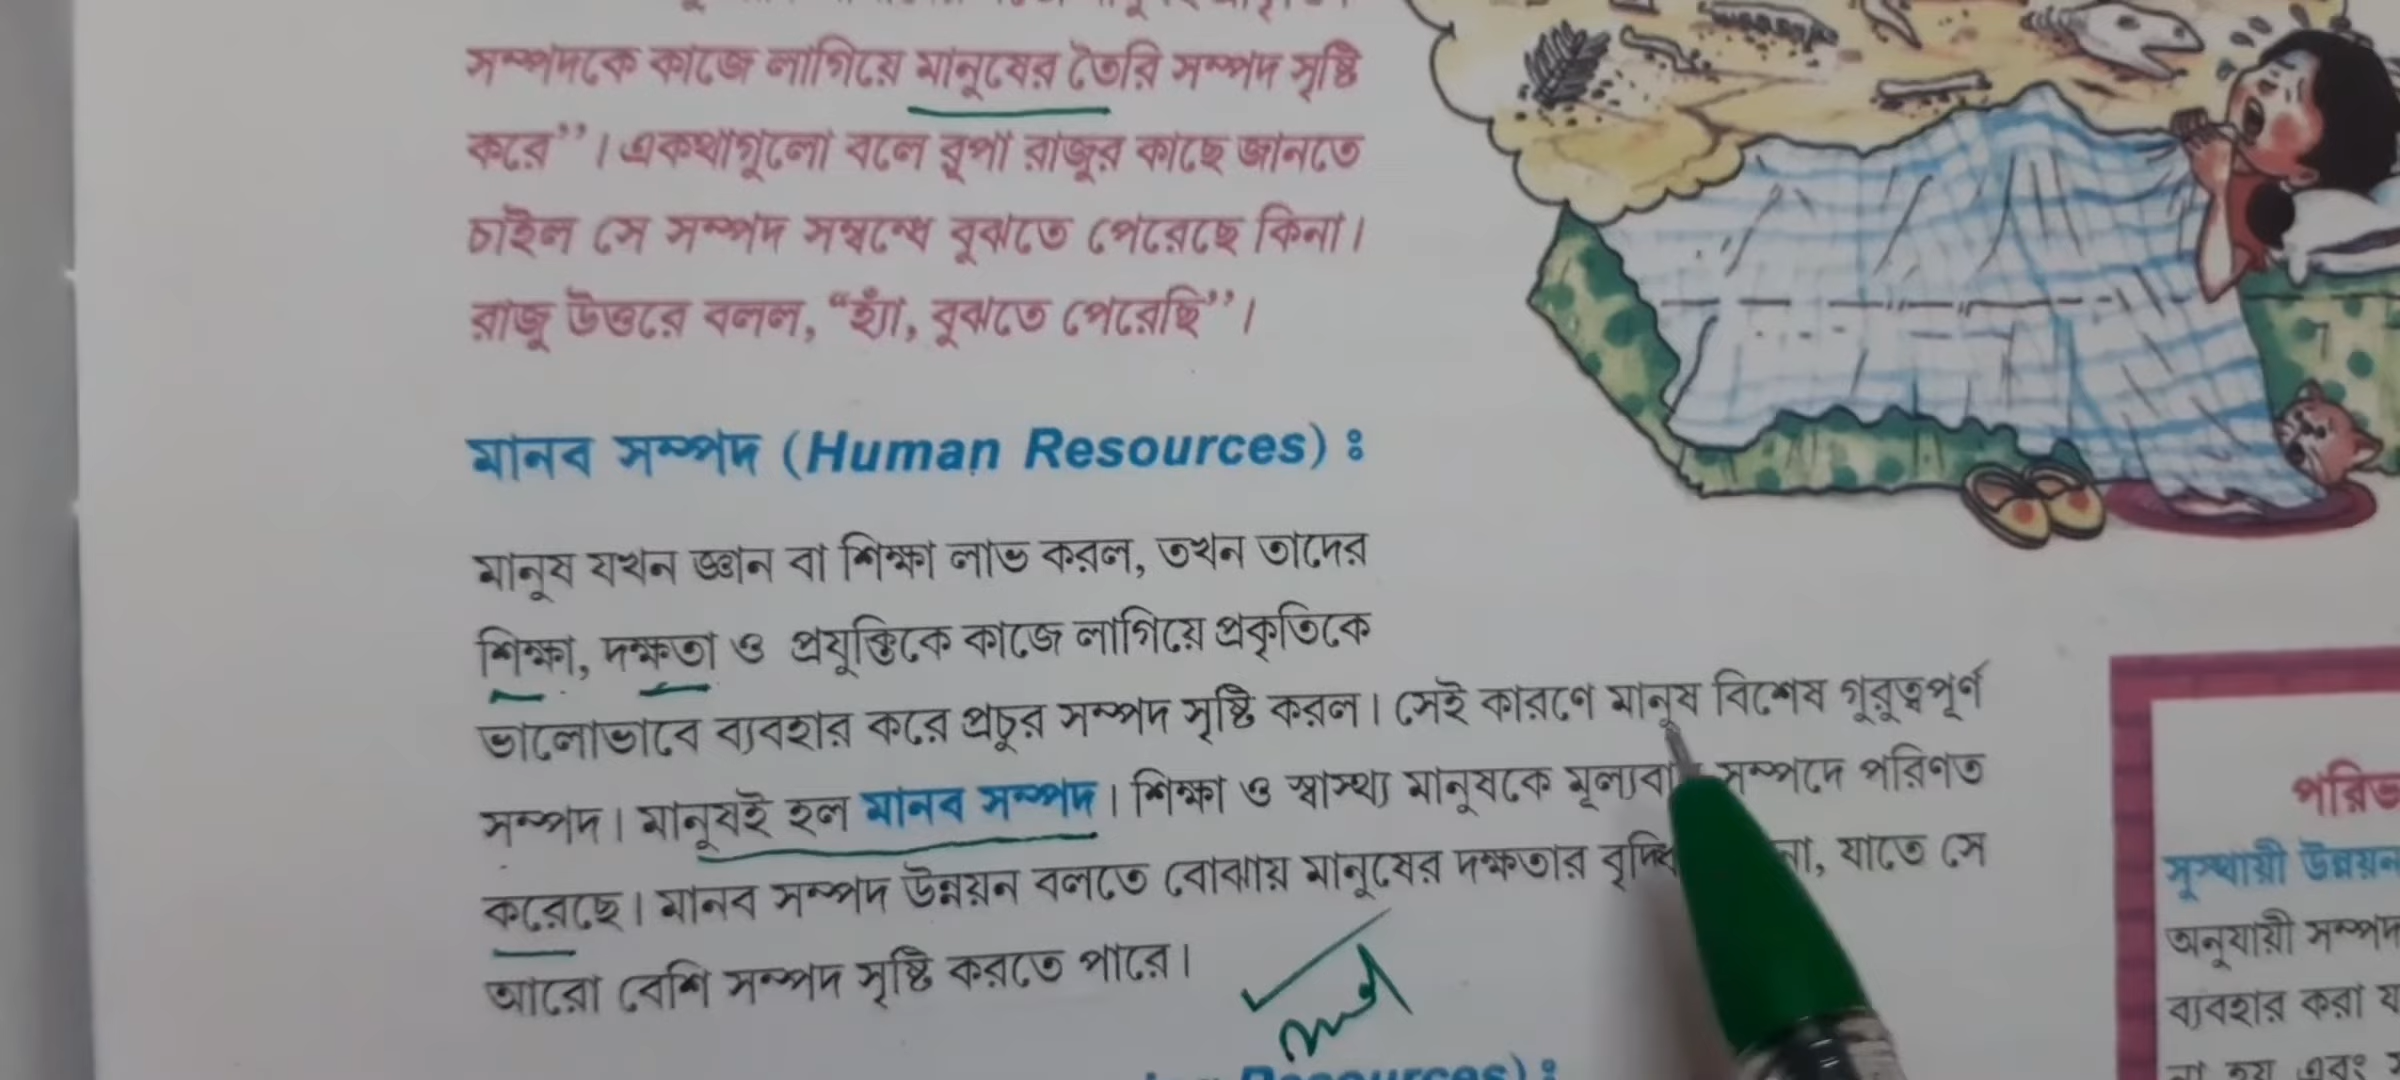 সম্পদকে কাজে লাগিয়ে মানুষের তৈরি সম্পদ সৃষ্টি
করে”। একথাগুলো বলে রূপা রাজুর কাছে জানতে
চাইল সে সম্পদ সম্বন্ধে বুঝতে পেরেছে কিনা।
রাজু উত্তরে বলল, “হ্যাঁ, বুঝতে পেরেছি”।
মানব সম্পদ (Human Resources) :
মানুষ যখন জ্ঞান বা শিক্ষা লাভ করল, তখন তাদের
শিক্ষা, দক্ষতা ও প্রযুক্তিকে কাজে লাগিয়ে প্রকৃতিকে
ভালোভাবে ব্যবহার করে প্রচুর সম্পদ সৃষ্টি করল। সেই কারণে মানুষ বিশেষ গুরুত্বপূর্ণ
সম্পদ। মানুষই হল মানব সম্পদ। শিক্ষা ও স্বাস্থ্য মানুষকে সম্পদে পরিণত
করেছে। মানব সম্পদ উন্নয়ন বলতে বোঝায় মানুষের দক্ষতার যাতে সে
আরো বেশি সম্পদ সৃষ্টি করতে পারে।
সুস্থায়ী উন্নয়ন
অনুযায়ী সম্পদ
ব্যবহার করা